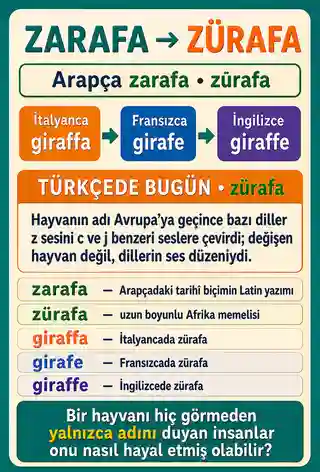 ZARAFA → ZÜRAFA
Arapça zarafa • zürafa
İtalyanca
giraffa
Fransızca
girafe
İngilizce
giraffe
TÜRKÇEDE BUGÜN • zürafa
Hayvanın adı Avrupa'ya geçince bazı diller
z sesini c ve j benzeri seslere çevirdi; değişen
hayvan değil, dillerin ses düzeniydi.
zarafa — Arapçadaki tarihî biçimin Latin yazımı
zürafa — uzun boyunlu Afrika memelisi
giraffa — İtalyancada zürafa
girafe — Fransızcada zürafa
giraffe — İngilizcede zürafa
Bir hayvanı hiç görmeden
yalnızca adını duyan insanlar
onu nasıl hayal etmiş olabilir?